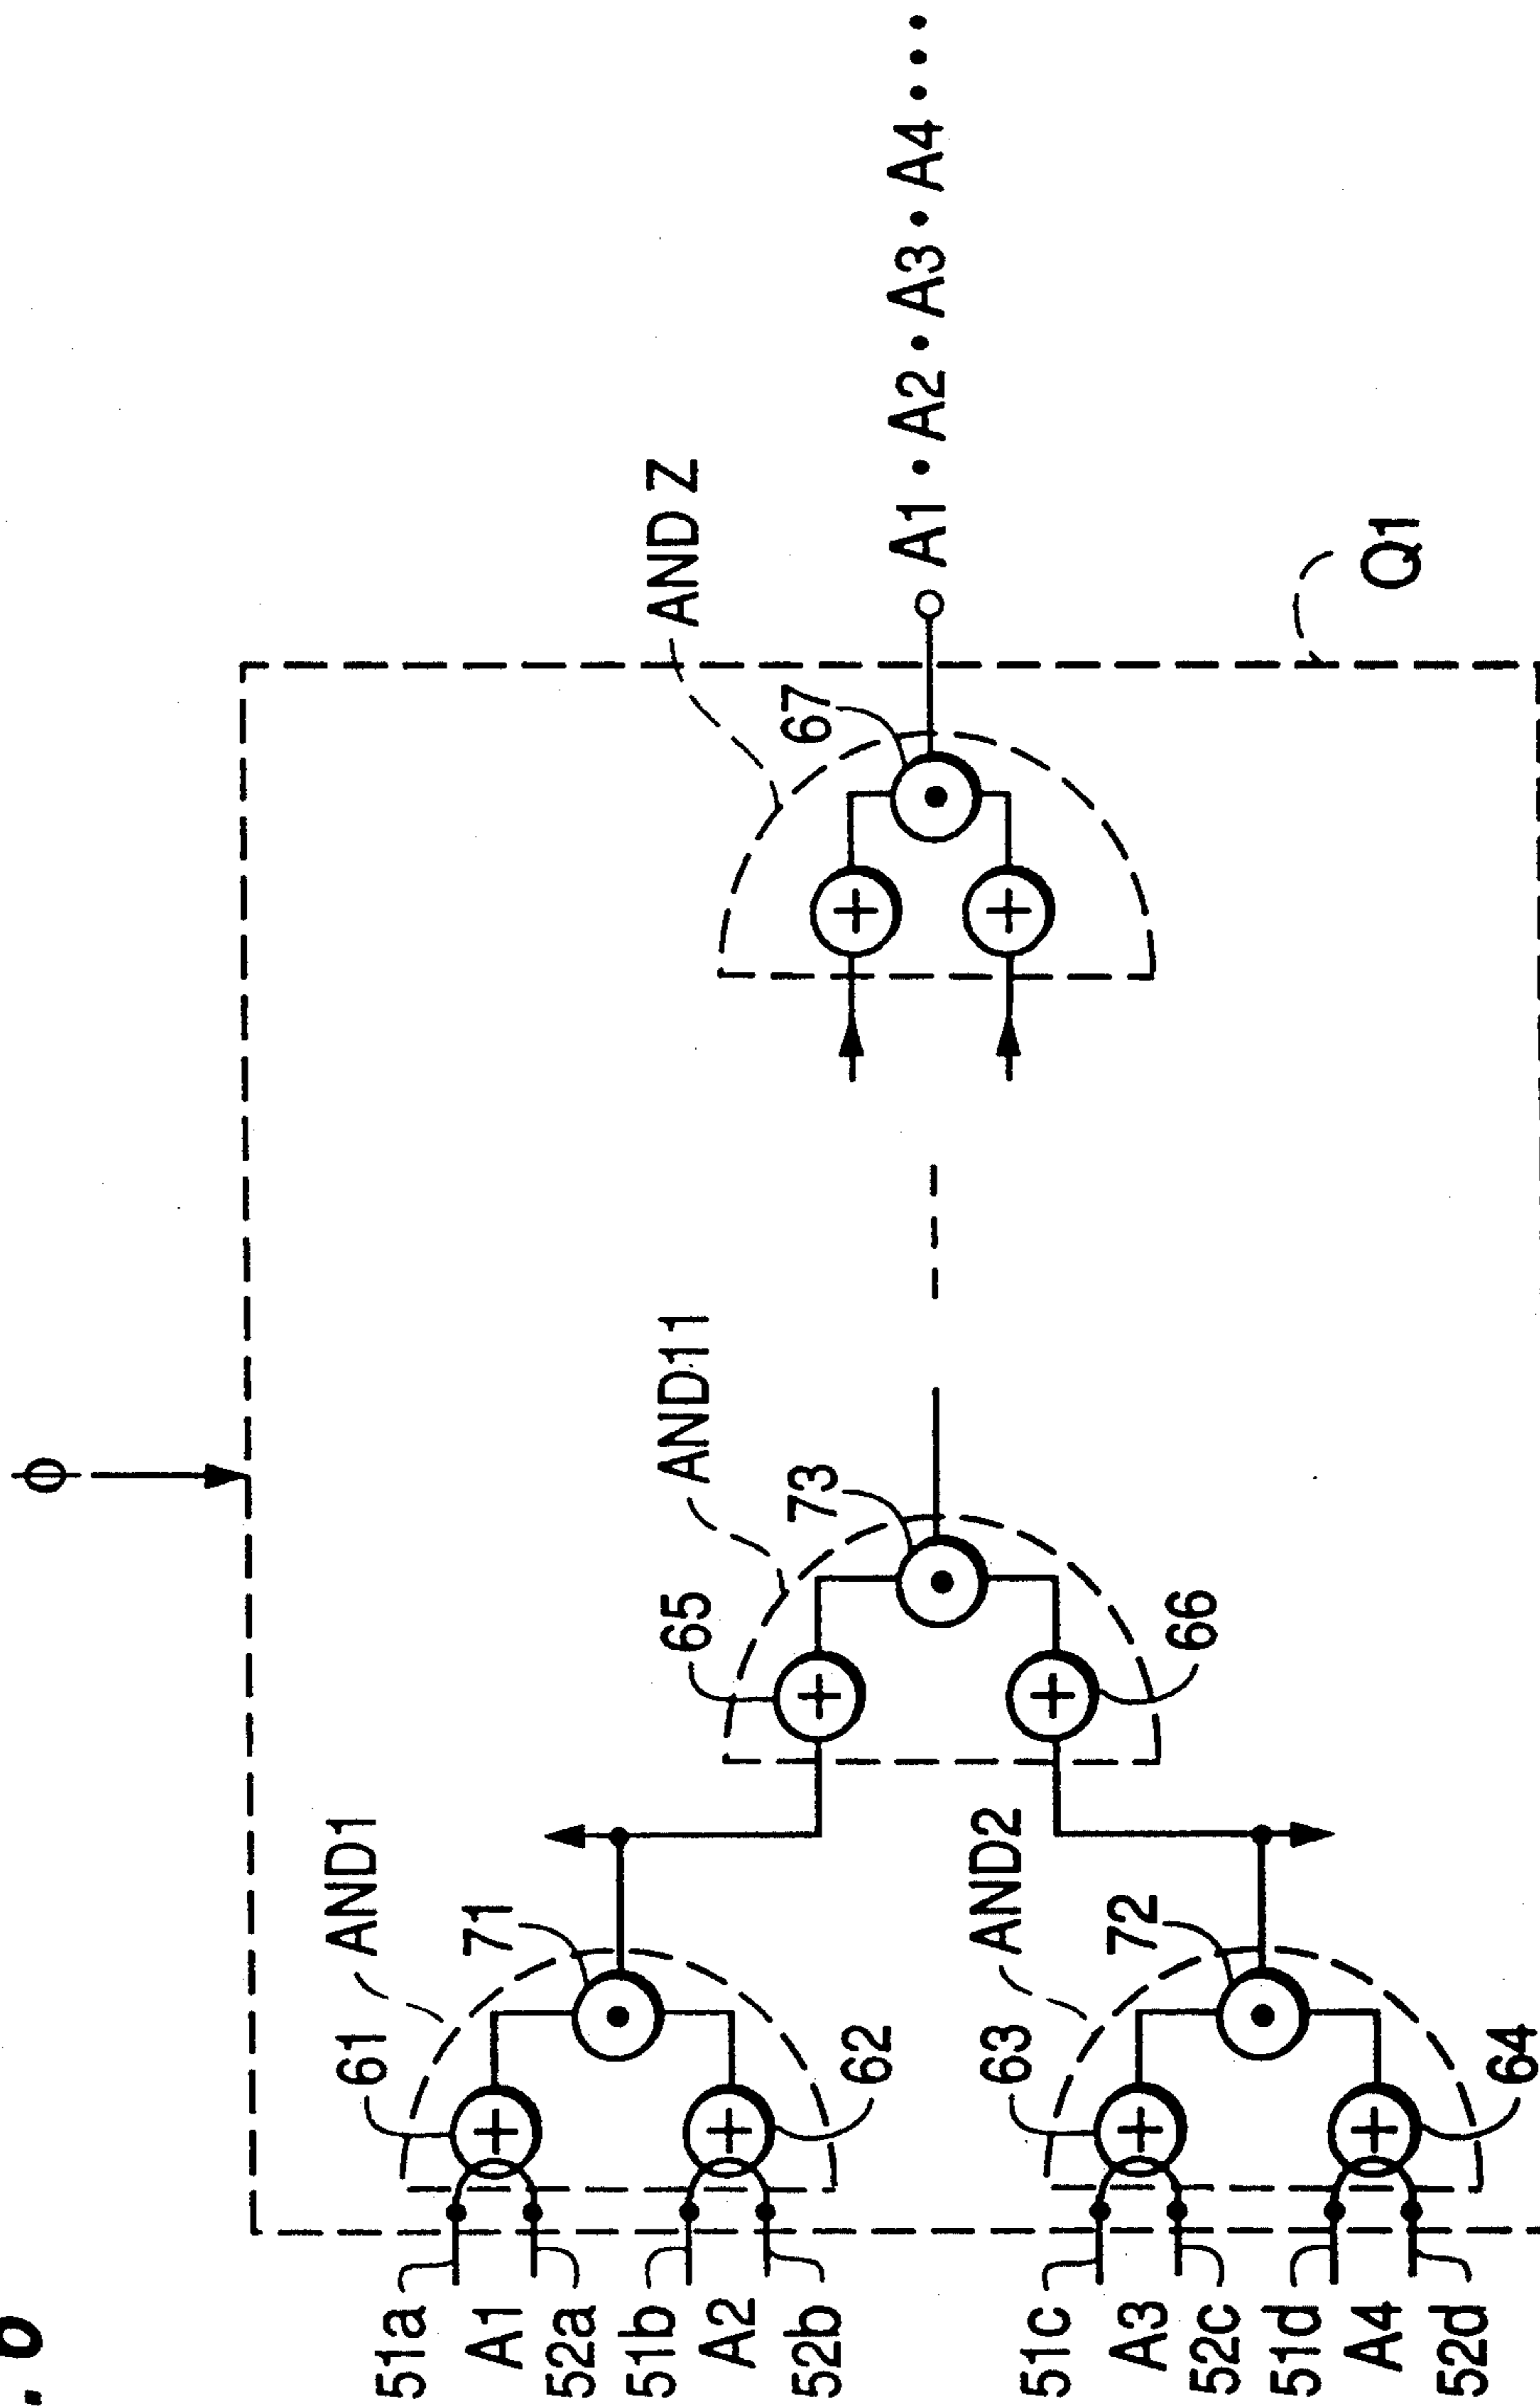 φ
AND1
61
71
62
51a
A1
52a
51b
A2
52b
AND11
65
73
66
AND2
63
72
64
51c
A3
52c
51d
A4
52d
AND Z
67
A1 • A2 • A3 • A4 • • •
Q1